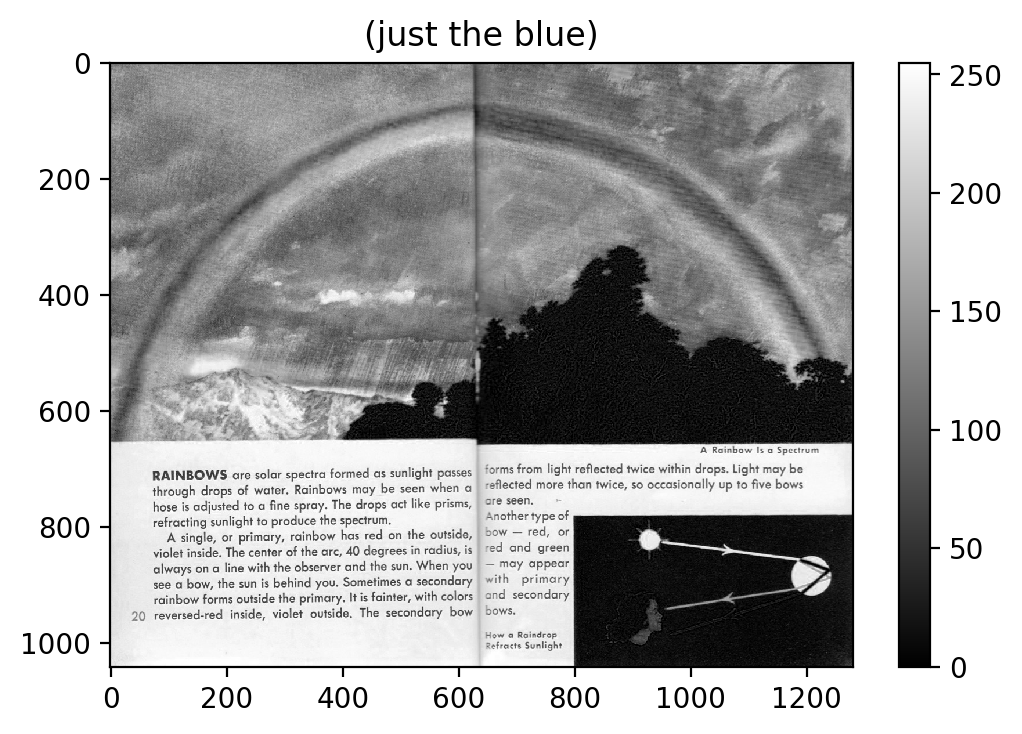 (just the blue)
0
200
400
600
800
1000
0
200
400
600
800
1000
1200
250
200
150
100
50
0
A Rainbow Is a Spectrum
RAINBOWS are solar spectra formed as sunlight passes
through drops of water. Rainbows may be seen when a
hose is adjusted to a fine spray. The drops act like prisms,
refracting sunlight to produce the spectrum.
A single, or primary, rainbow has red on the outside,
violet inside. The center of the arc, 40 degrees in radius, is
always on a line with the observer and the sun. When you
see a bow, the sun is behind you. Sometimes a secondary
rainbow forms outside the primary. It is fainter, with colors
reversed-red inside, violet outside. The secondary bow
20
forms from light reflected twice within drops. Light may be
reflected more than twice, so occasionally up to five bows
are seen.
Another type of
bow — red, or
red and green
— may appear
with primary
and secondary
bows.
How a Raindrop
Refracts Sunlight